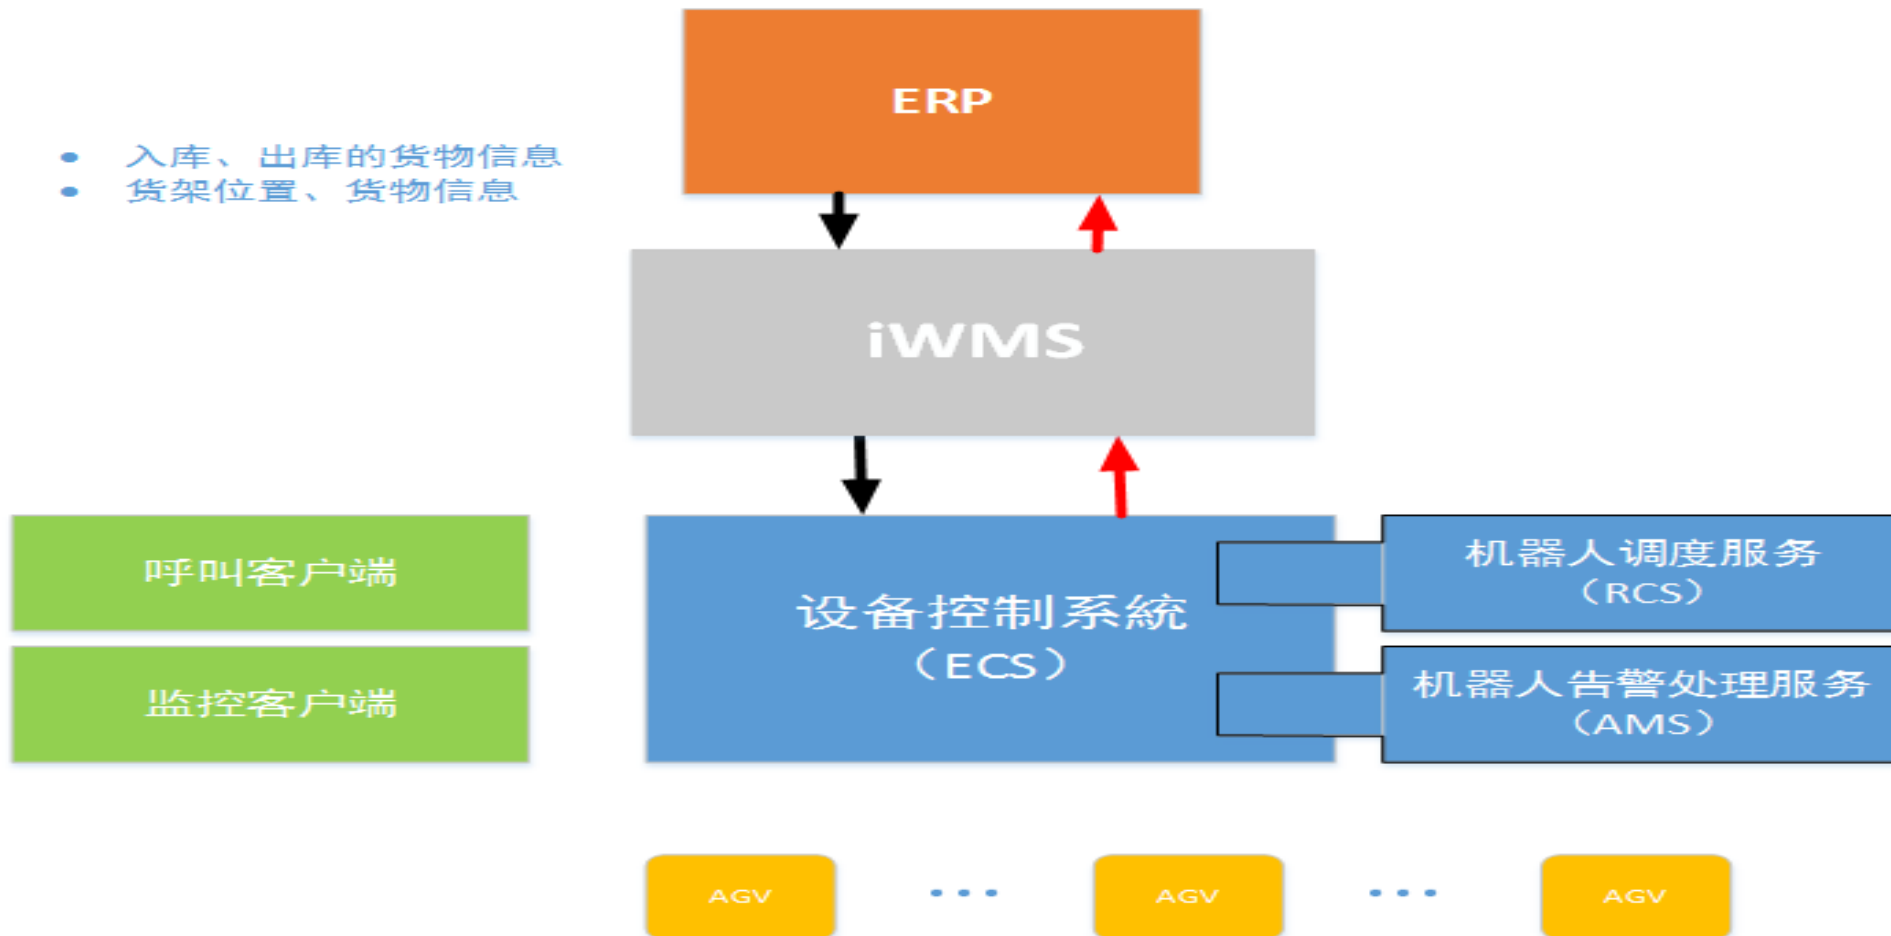 ERP
• 入库、出库的货物信息
• 货架位置、货物信息
iWMS
呼叫客户端
监控客户端
设备控制系統
（ECS）
机器人调度服务
（RCS）
机器人告警处理服务
（AMS）
AGV ··· AGV ··· AGV